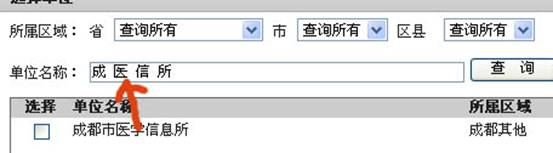 所属区域： 省 查询所有 市 查询所有 区县 查询所有
单位名称： 成 医 信 所 查 询
选择 单位名称 所属区域
成都市医学信息所 成都其他